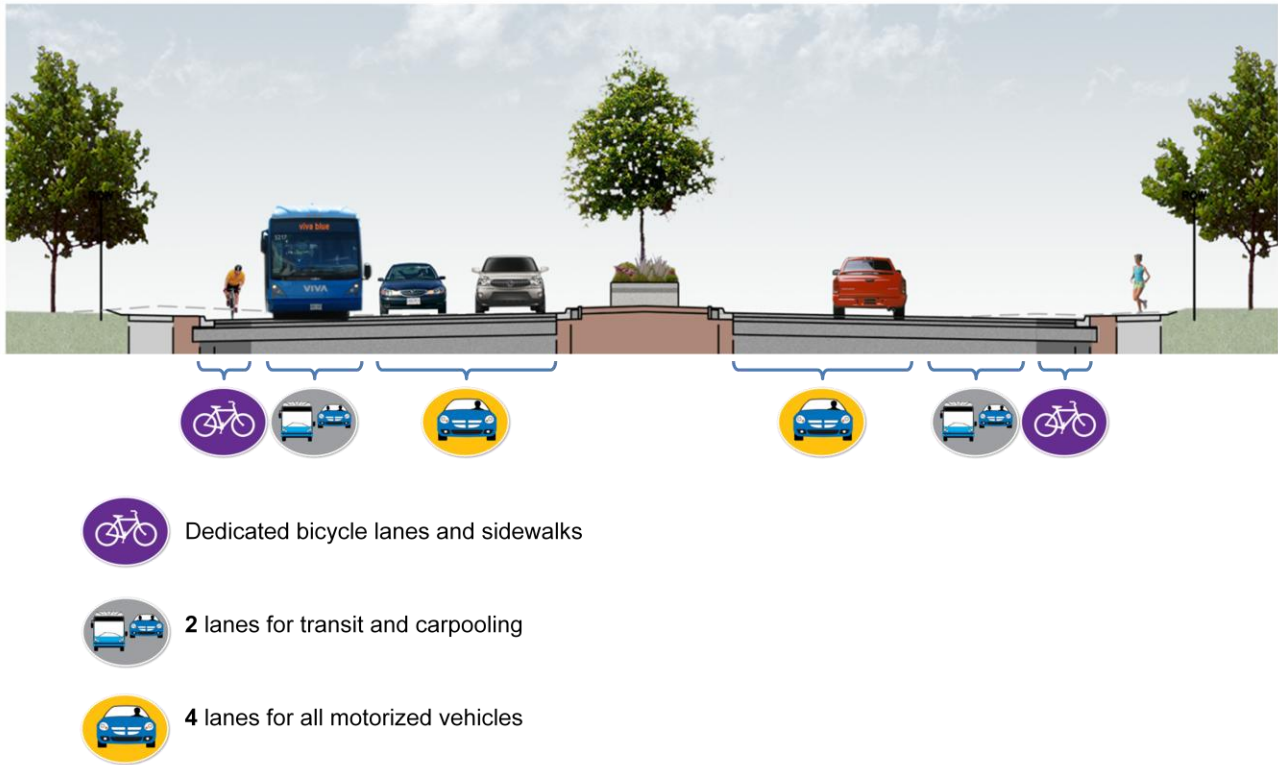 viva blue
VIVA
Dedicated bicycle lanes and sidewalks
2 lanes for transit and carpooling
4 lanes for all motorized vehicles